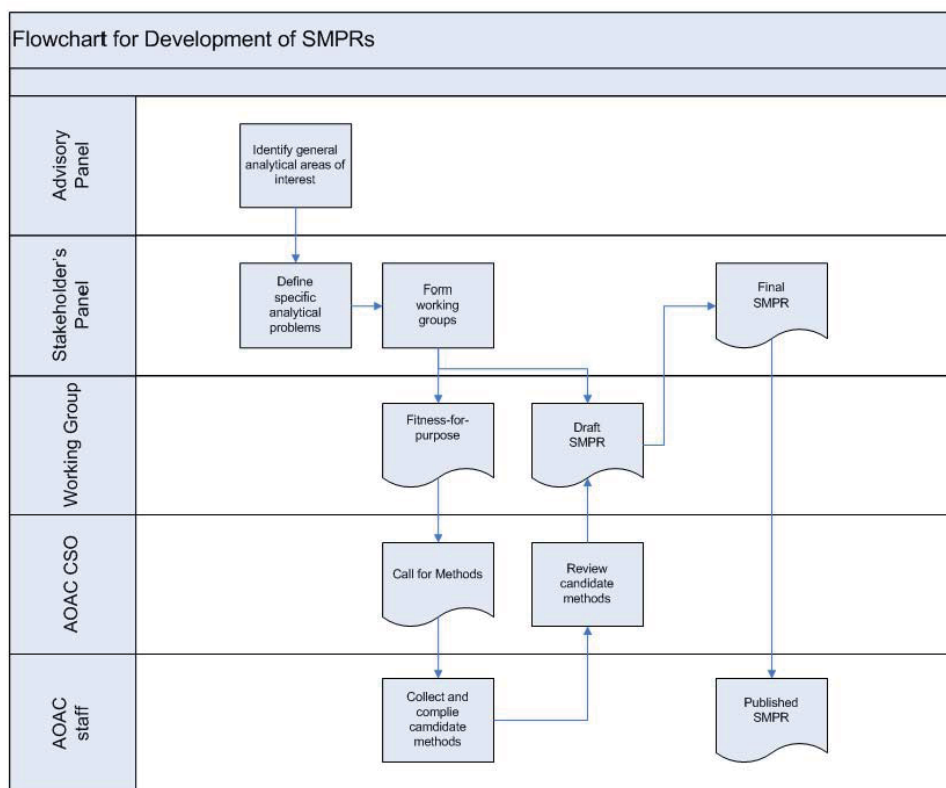 Flowchart for Development of SMPRs
Advisory
Panel
Identify general
analytical areas of
interest
Stakeholder's
Panel
Define
specific
analytical
problems
Form
working
groups
Final
SMPR
Working Group
Fitness-for-
purpose
Draft
SMPR
AOAC CSO
Call for Methods
Review
candidate
methods
AOAC
staff
Collect and
complie
camdidate
methods
Published
SMPR